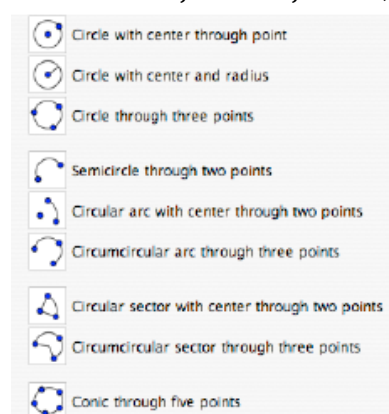 Circle with center through point
Circle with center and radius
Circle through three points
Semicircle through two points
Circular arc with center through two points
Circumcircular arc through three points
Circular sector with center through two points
Circumcircular sector through three points
Conic through five points